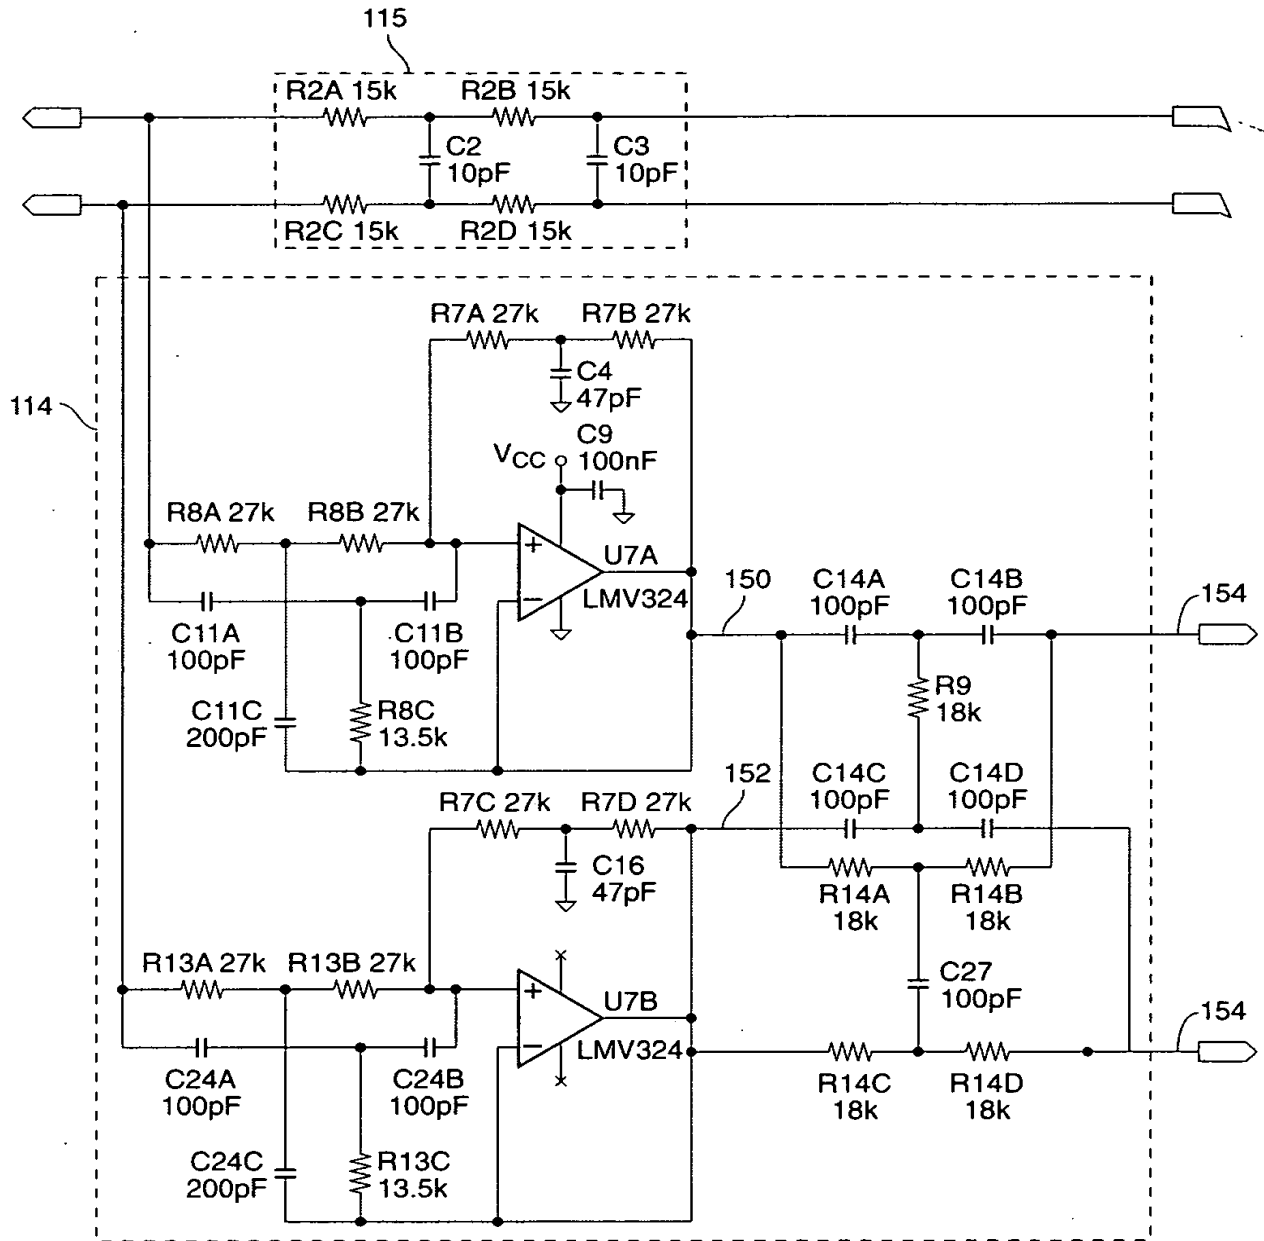 115
R2A 15k R2B 15k
C2
10pF
C3
10pF
R2C 15k R2D 15k
114
R7A 27k R7B 27k
C4
47pF
C9
100nF
VCC
R8A 27k R8B 27k
+
−
U7A
LMV324
C11A
100pF
C11B
100pF
C11C
200pF
R8C
13.5k
150
C14A
100pF
C14B
100pF
154
R9
18k
152
C14C
100pF
C14D
100pF
R7C 27k R7D 27k
C16
47pF
R14A
18k
R14B
18k
R13A 27k R13B 27k
+
−
U7B
LMV324
C27
100pF
154
C24A
100pF
C24B
100pF
R14C
18k
R14D
18k
C24C
200pF
R13C
13.5k